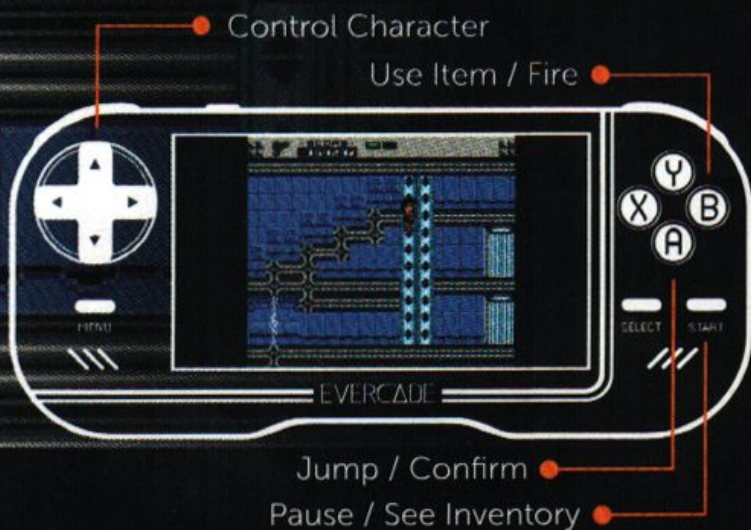 Control Character
Use Item / Fire
Y
X
B
A
MENU
SELECT
START
EVERCADE
Jump / Confirm
Pause / See Inventory